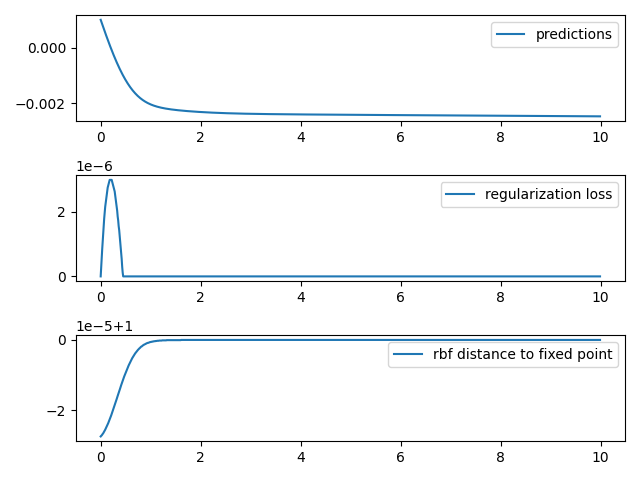 0.000
−0.002
predictions
0 2 4 6 8 10
1e−6
2
0
regularization loss
0 2 4 6 8 10
1e−5+1
0
−2
rbf distance to fixed point
0 2 4 6 8 10